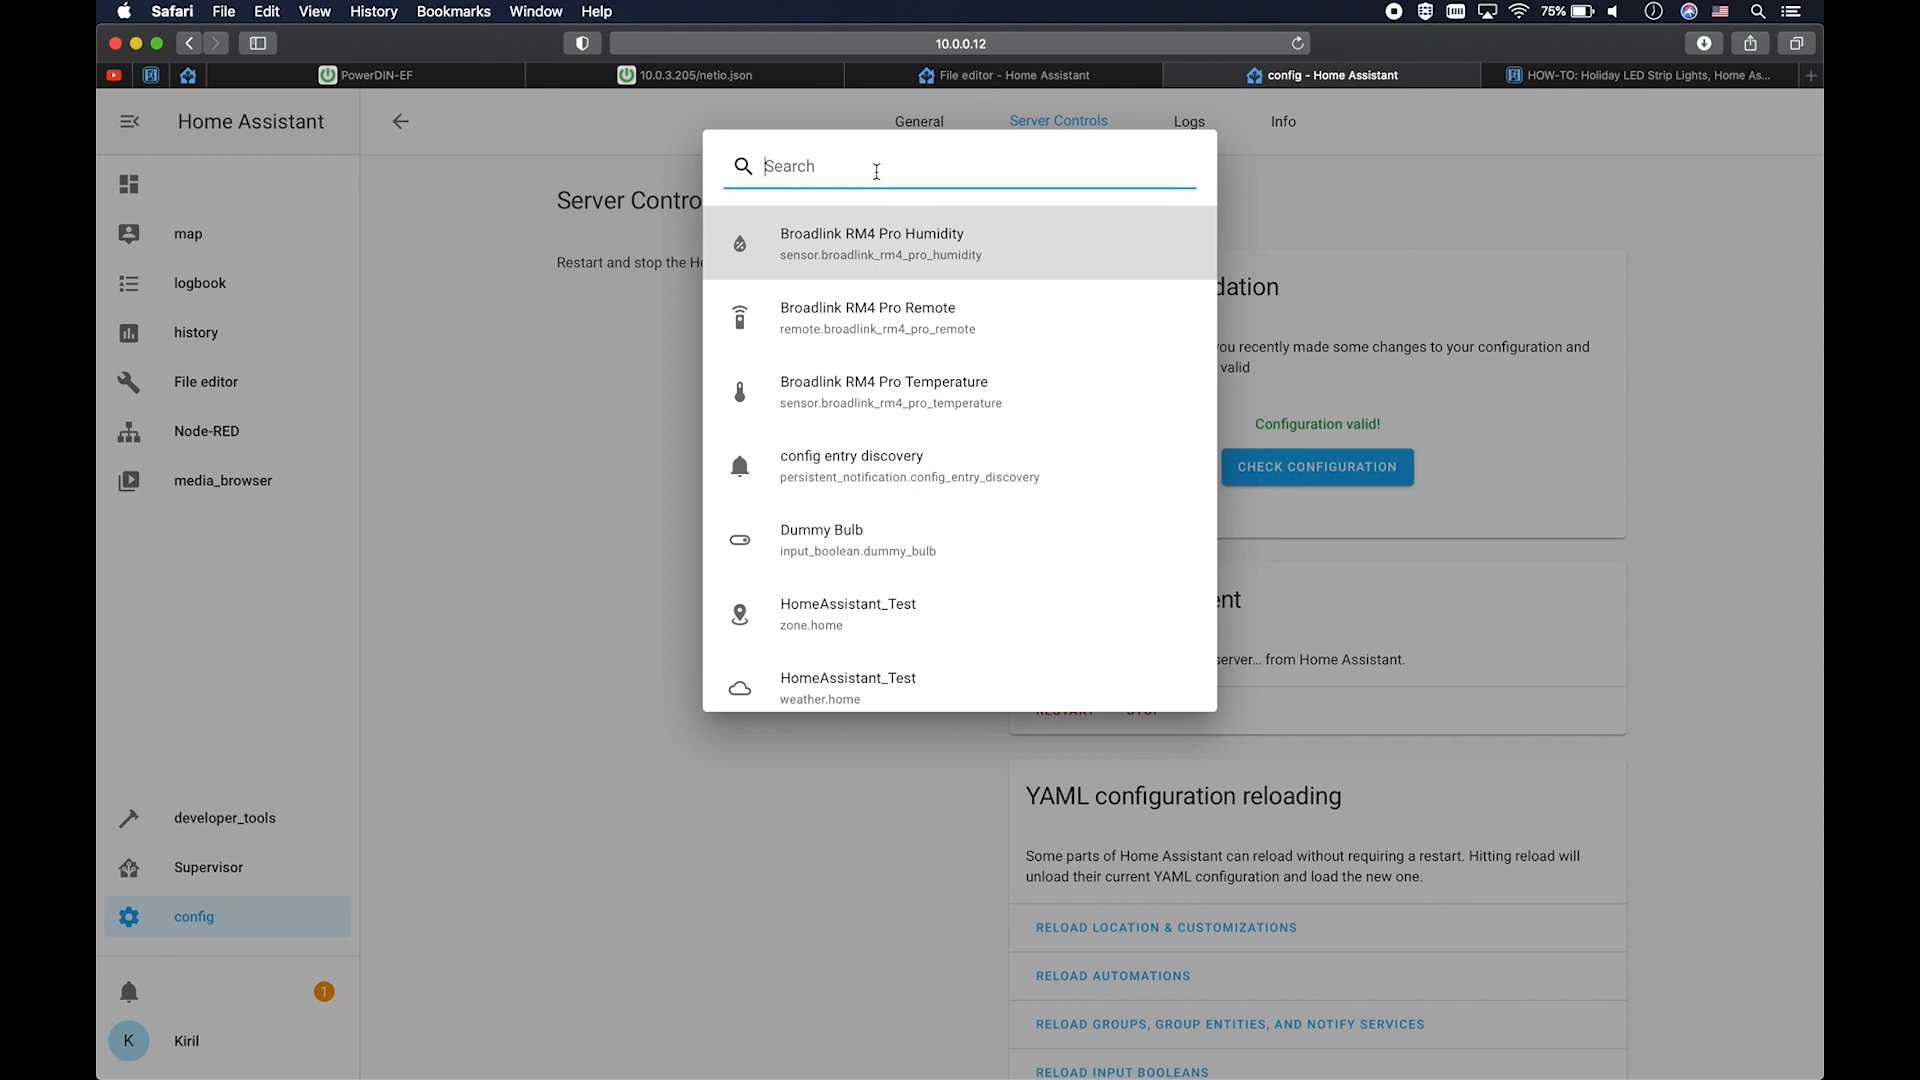 Safari File Edit View History Bookmarks Window Help
75%
10.0.0.12
PowerDIN-EF
10.0.3.205/netio.json
File editor - Home Assistant
config - Home Assistant
HOW-TO: Holiday LED Strip Lights, Home As...
Home Assistant
General
Server Controls
Logs
Info
map
logbook
history
File editor
Node-RED
media_browser
developer_tools
Supervisor
config
1
K
Kiril
Server Contro
Restart and stop the H
Search
Broadlink RM4 Pro Humidity
sensor.broadlink_rm4_pro_humidity
Broadlink RM4 Pro Remote
remote.broadlink_rm4_pro_remote
Broadlink RM4 Pro Temperature
sensor.broadlink_rm4_pro_temperature
config entry discovery
persistent_notification.config_entry_discovery
Dummy Bulb
input_boolean.dummy_bulb
HomeAssistant_Test
zone.home
HomeAssistant_Test
weather.home
dation
ou recently made some changes to your configuration and
valid
Configuration valid!
CHECK CONFIGURATION
ent
server... from Home Assistant.
RESTART STOP
YAML configuration reloading
Some parts of Home Assistant can reload without requiring a restart. Hitting reload will
unload their current YAML configuration and load the new one.
RELOAD LOCATION & CUSTOMIZATIONS
RELOAD AUTOMATIONS
RELOAD GROUPS, GROUP ENTITIES, AND NOTIFY SERVICES
RELOAD INPUT BOOLEANS